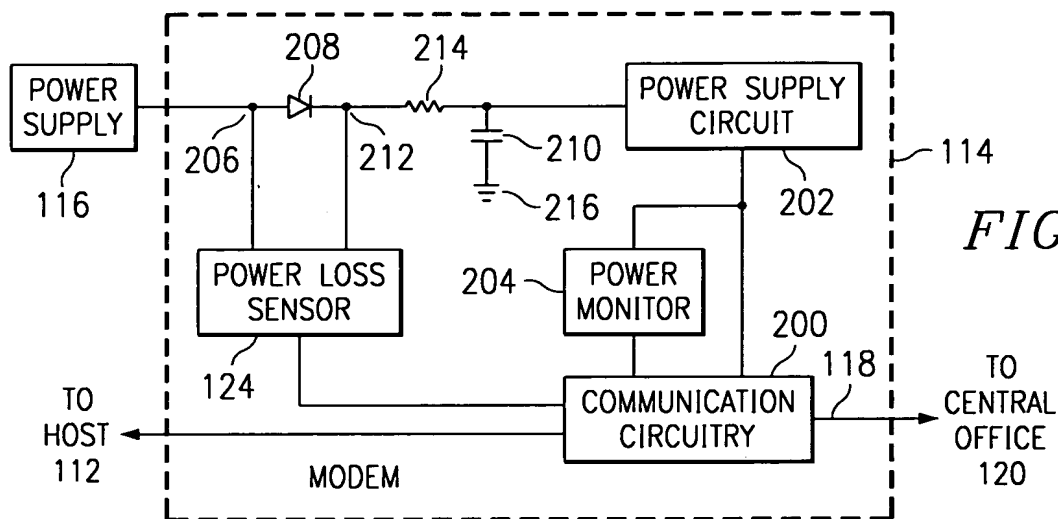 208
214
POWER
SUPPLY
POWER SUPPLY
CIRCUIT
206
212
210
114
116
216
202
FIG
POWER LOSS
SENSOR
204
POWER
MONITOR
200
124
118
TO
HOST
112
COMMUNICATION
CIRCUITRY
TO
CENTRAL
OFFICE
120
MODEM